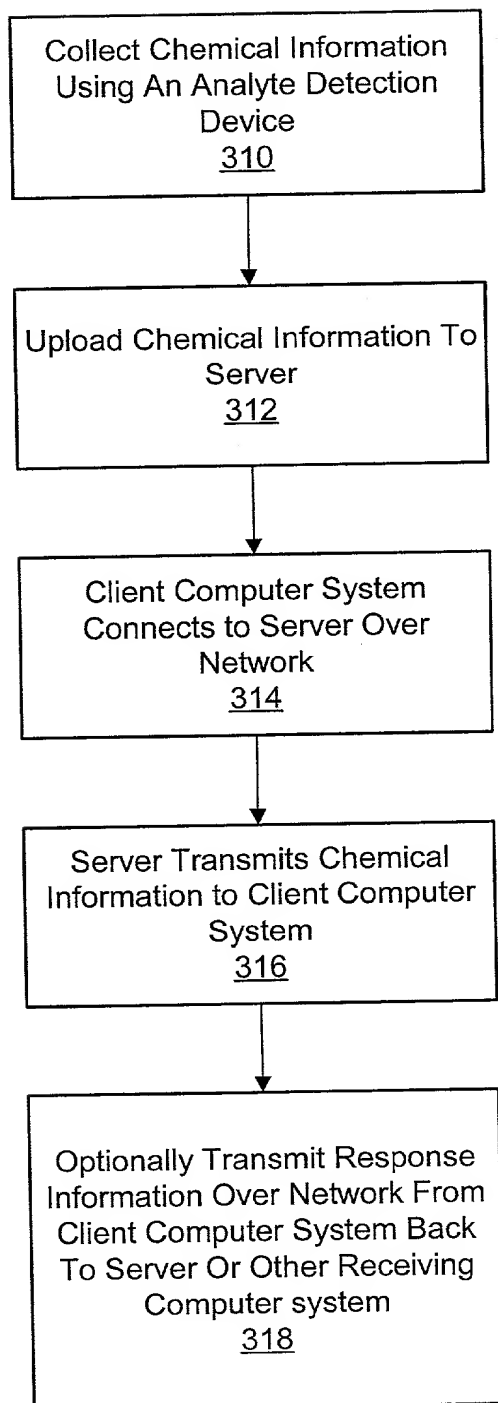 Collect Chemical Information
Using An Analyte Detection
Device
310
Upload Chemical Information To
Server
312
Client Computer System
Connects to Server Over
Network
314
Server Transmits Chemical
Information to Client Computer
System
316
Optionally Transmit Response
Information Over Network From
Client Computer System Back
To Server Or Other Receiving
Computer system
318